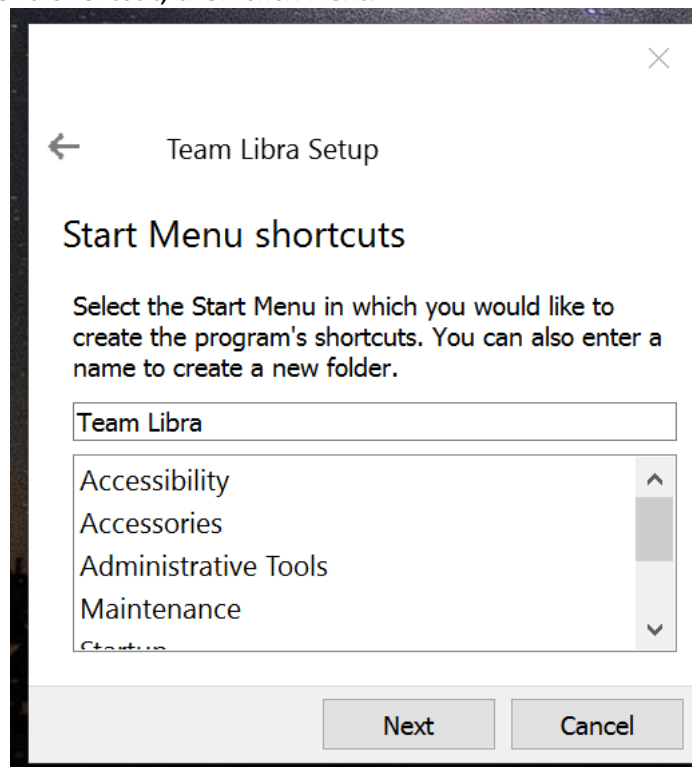 Team Libra Setup
Start Menu shortcuts
Select the Start Menu in which you would like to
create the program's shortcuts. You can also enter a
name to create a new folder.
Team Libra
Accessibility
Accessories
Administrative Tools
Maintenance
Startup
Next
Cancel